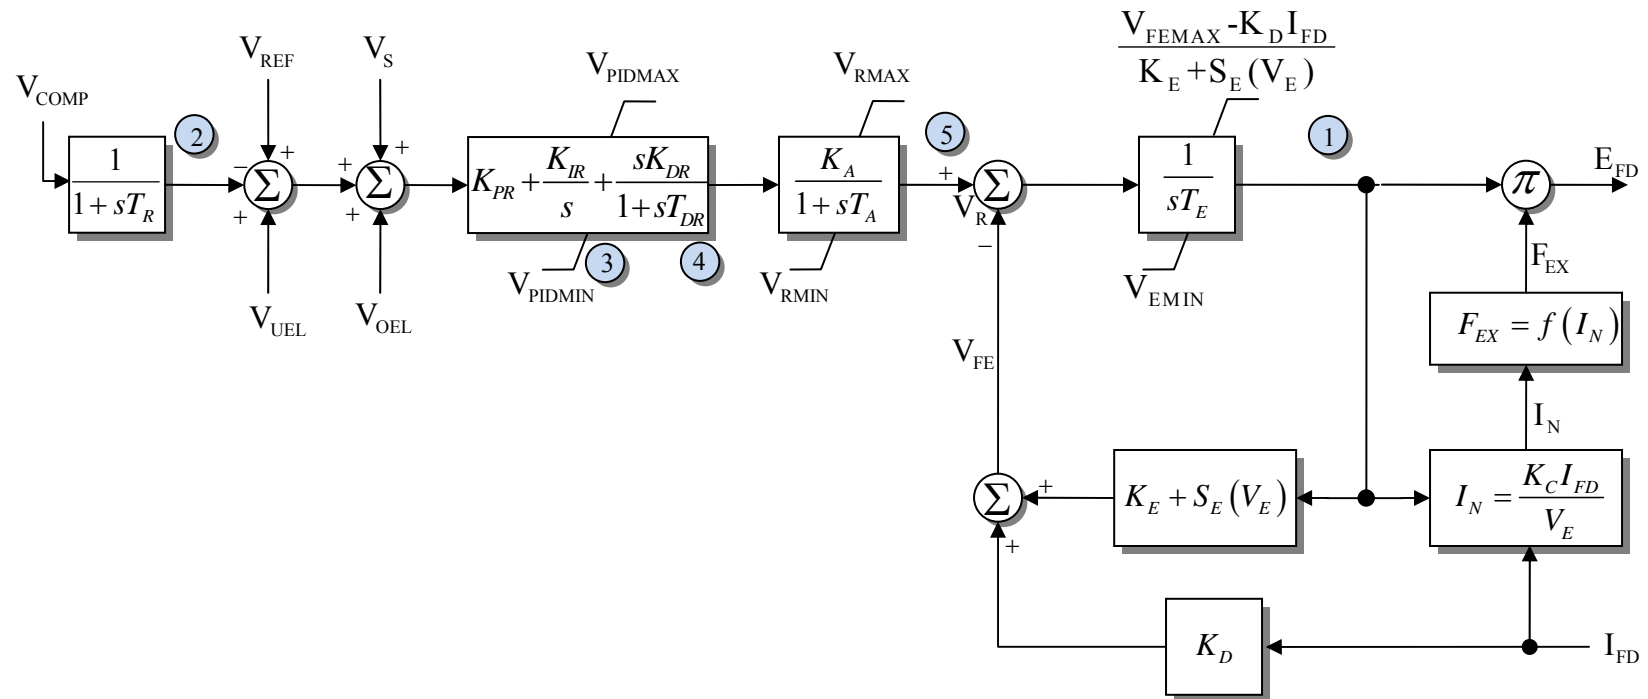 V_COMP
1 / (1 + sT_R)
2
V_REF
− + +
Σ
V_UEL
V_S
+ + +
Σ
V_OEL
V_PIDMAX
K_PR + K_IR / s + sK_DR / (1 + sT_DR)
V_PIDMIN
3
4
V_RMAX
K_A / (1 + sT_A)
V_RMIN
5
+
V_R
Σ
−
V_FEMAX -K_D I_FD
K_E +S_E (V_E)
1 / sT_E
V_EMIN
1
π
E_FD
F_EX
F_EX = f (I_N)
I_N
I_N = K_C I_FD / V_E
V_FE
Σ
+
+
K_E + S_E (V_E)
K_D
I_FD